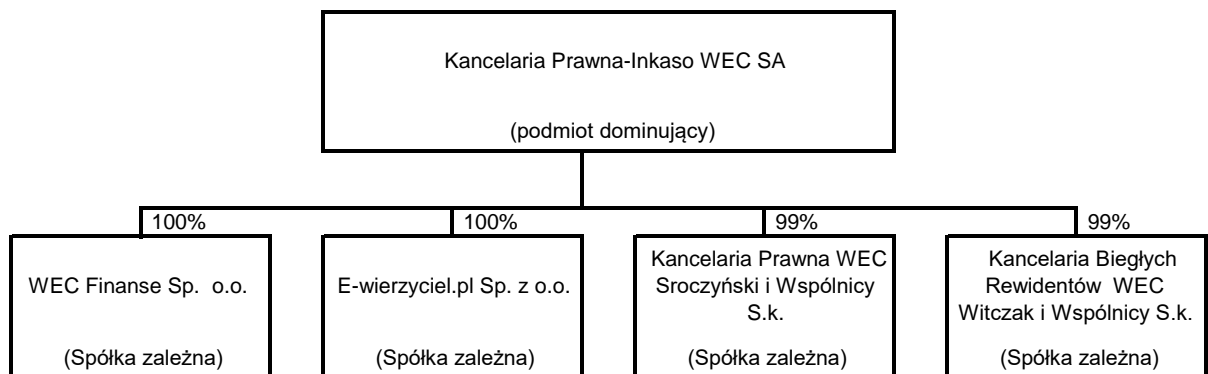 Kancelaria Prawna-Inkaso WEC SA
(podmiot dominujący)
100%
100%
99%
99%
WEC Finanse Sp. o.o.
(Spółka zależna)
E-wierzyciel.pl Sp. z o.o.
(Spółka zależna)
Kancelaria Prawna WEC
Sroczyński i Wspólnicy
S.k.
(Spółka zależna)
Kancelaria Biegłych
Rewidentów WEC
Witczak i Wspólnicy S.k.
(Spółka zależna)